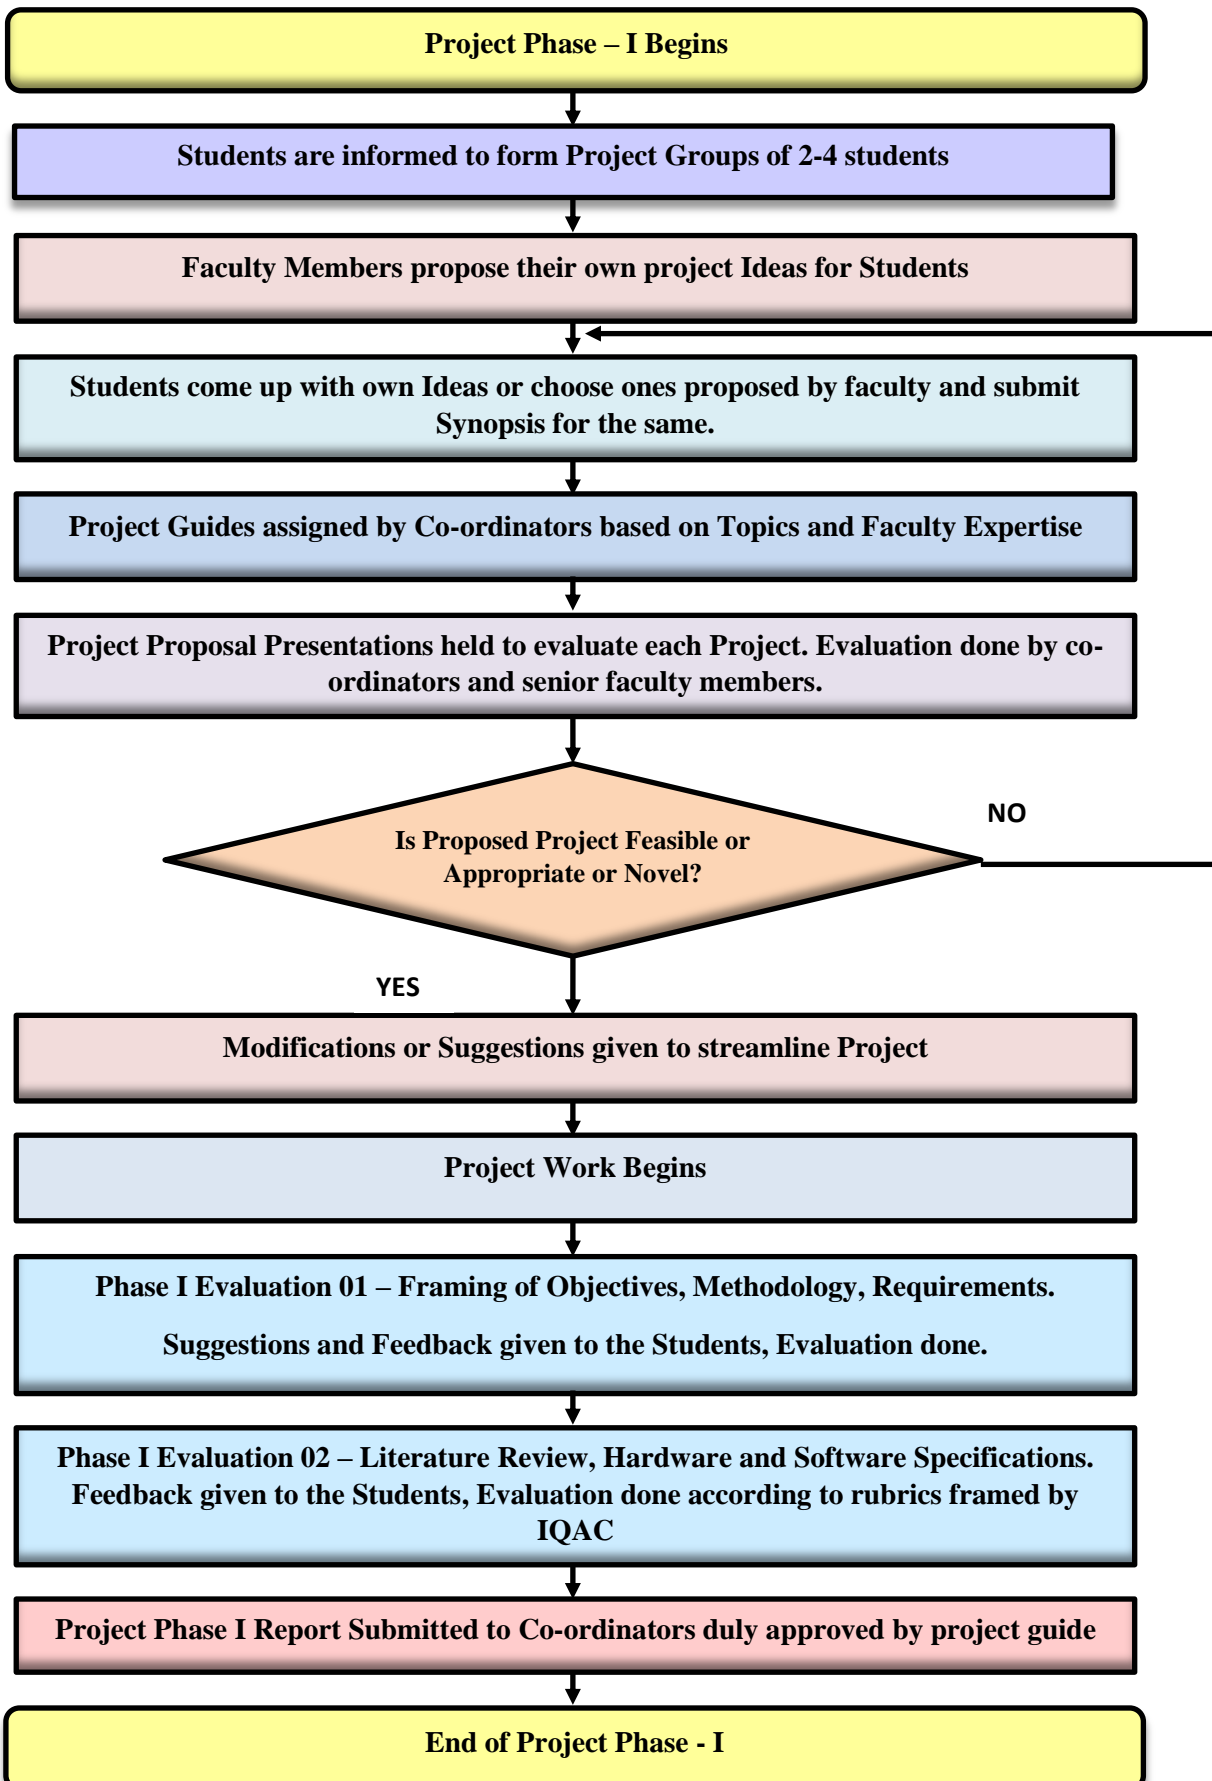 Project Phase – I Begins
Students are informed to form Project Groups of 2-4 students
Faculty Members propose their own project Ideas for Students
Students come up with own Ideas or choose ones proposed by faculty and submit
Synopsis for the same.
Project Guides assigned by Co-ordinators based on Topics and Faculty Expertise
Project Proposal Presentations held to evaluate each Project. Evaluation done by co-
ordinators and senior faculty members.
NO
Is Proposed Project Feasible or
Appropriate or Novel?
YES
Modifications or Suggestions given to streamline Project
Project Work Begins
Phase I Evaluation 01 – Framing of Objectives, Methodology, Requirements.
Suggestions and Feedback given to the Students, Evaluation done.
Phase I Evaluation 02 – Literature Review, Hardware and Software Specifications.
Feedback given to the Students, Evaluation done according to rubrics framed by
IQAC
Project Phase I Report Submitted to Co-ordinators duly approved by project guide
End of Project Phase - I